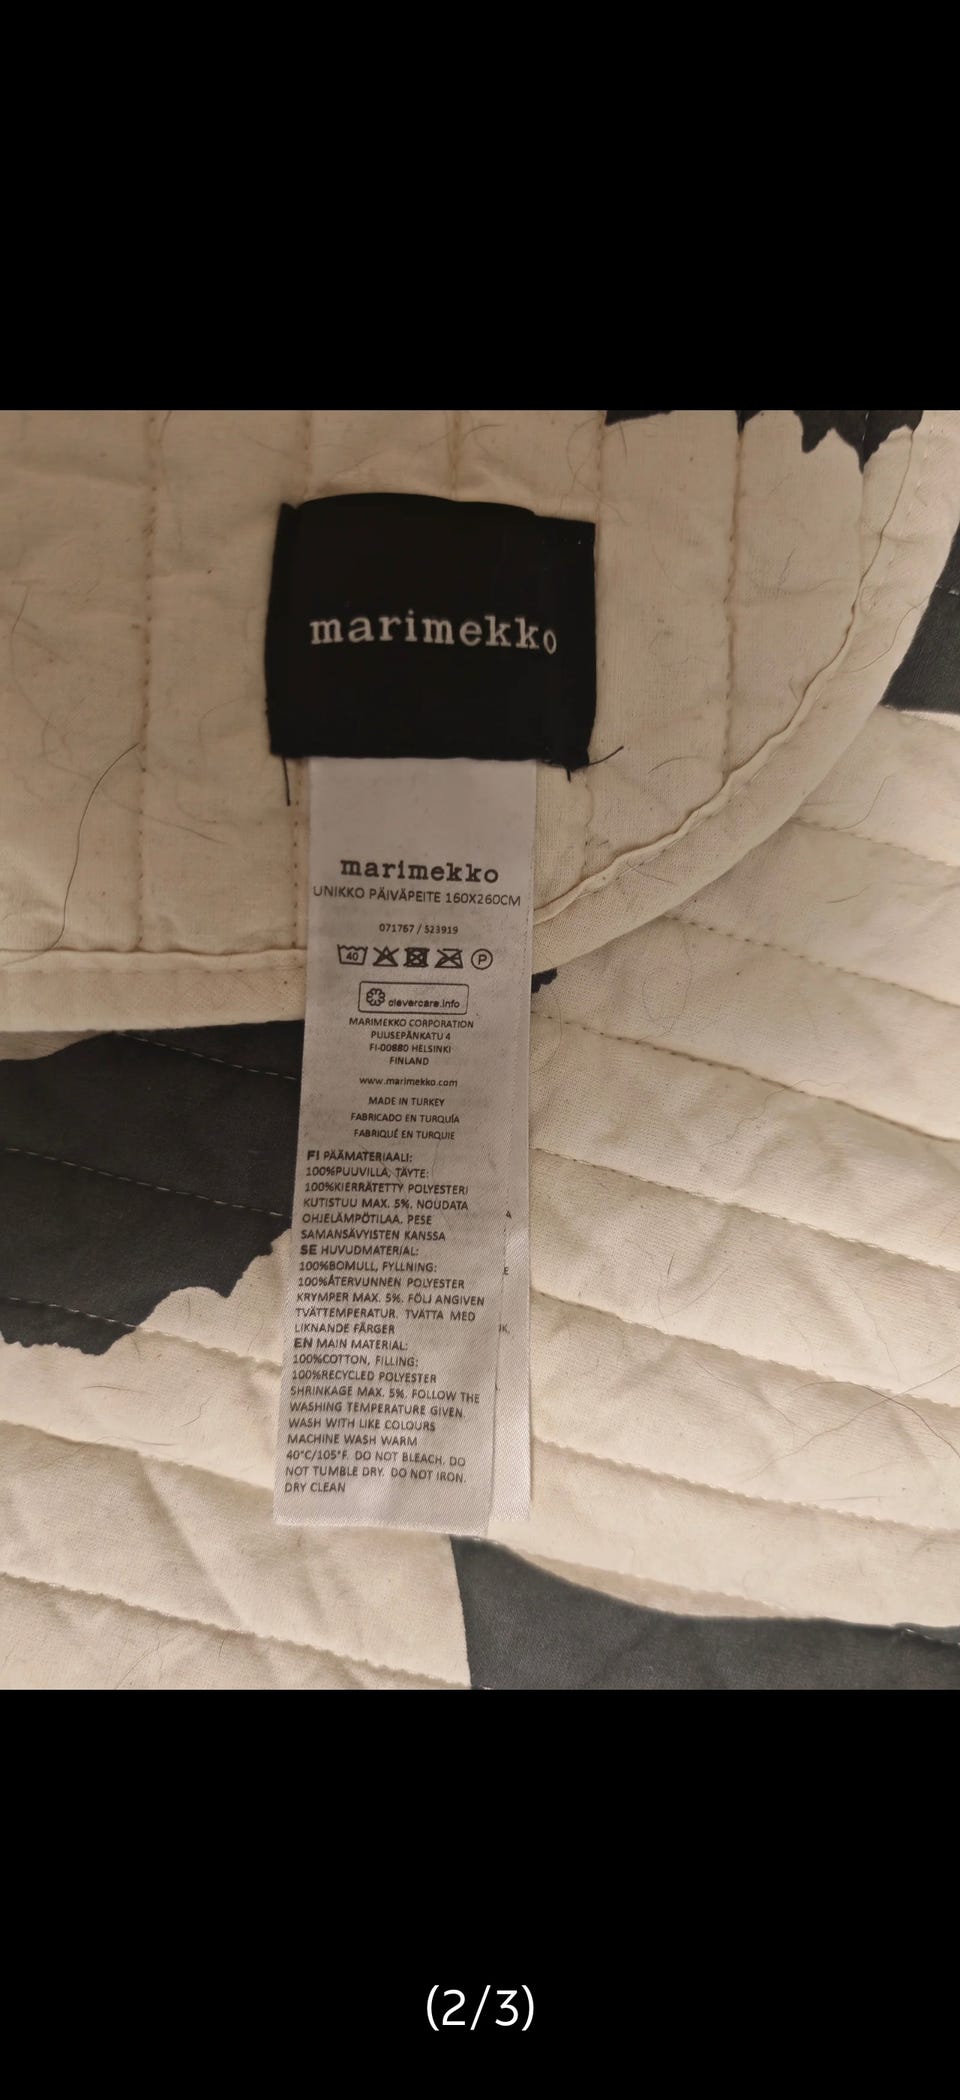 marimekko
marimekko
UNIKKO PÄIVÄPEITE 160X260CM
071767 / 523919
40
P
clevercare.info
MARIMEKKO CORPORATION
PUUSEPÄNKATU 4
FI-00880 HELSINKI
FINLAND
www.marimekko.com
MADE IN TURKEY
FABRICADO EN TURQUÍA
FABRIQUÉ EN TURQUIE
FI PÄÄMATERIAALI:
100%PUUVILLA, TÄYTE:
100%KIERRÄTETTY POLYESTERI
KUTISTUU MAX. 5%. NOUDATA
OHJELÄMPÖTILAA. PESE
SAMANSÄVYISTEN KANSSA
SE HUVUDMATERIAL:
100%BOMULL, FYLLNING:
100%ÅTERVUNNEN POLYESTER
KRYMPER MAX. 5%. FÖLJ ANGIVEN
TVÄTTEMPERATUR. TVÄTTA MED
LIKNANDE FÄRGER
EN MAIN MATERIAL:
100%COTTON, FILLING:
100%RECYCLED POLYESTER
SHRINKAGE MAX. 5%. FOLLOW THE
WASHING TEMPERATURE GIVEN.
WASH WITH LIKE COLOURS
MACHINE WASH WARM
40°C/105°F. DO NOT BLEACH. DO
NOT TUMBLE DRY. DO NOT IRON.
DRY CLEAN
(2/3)